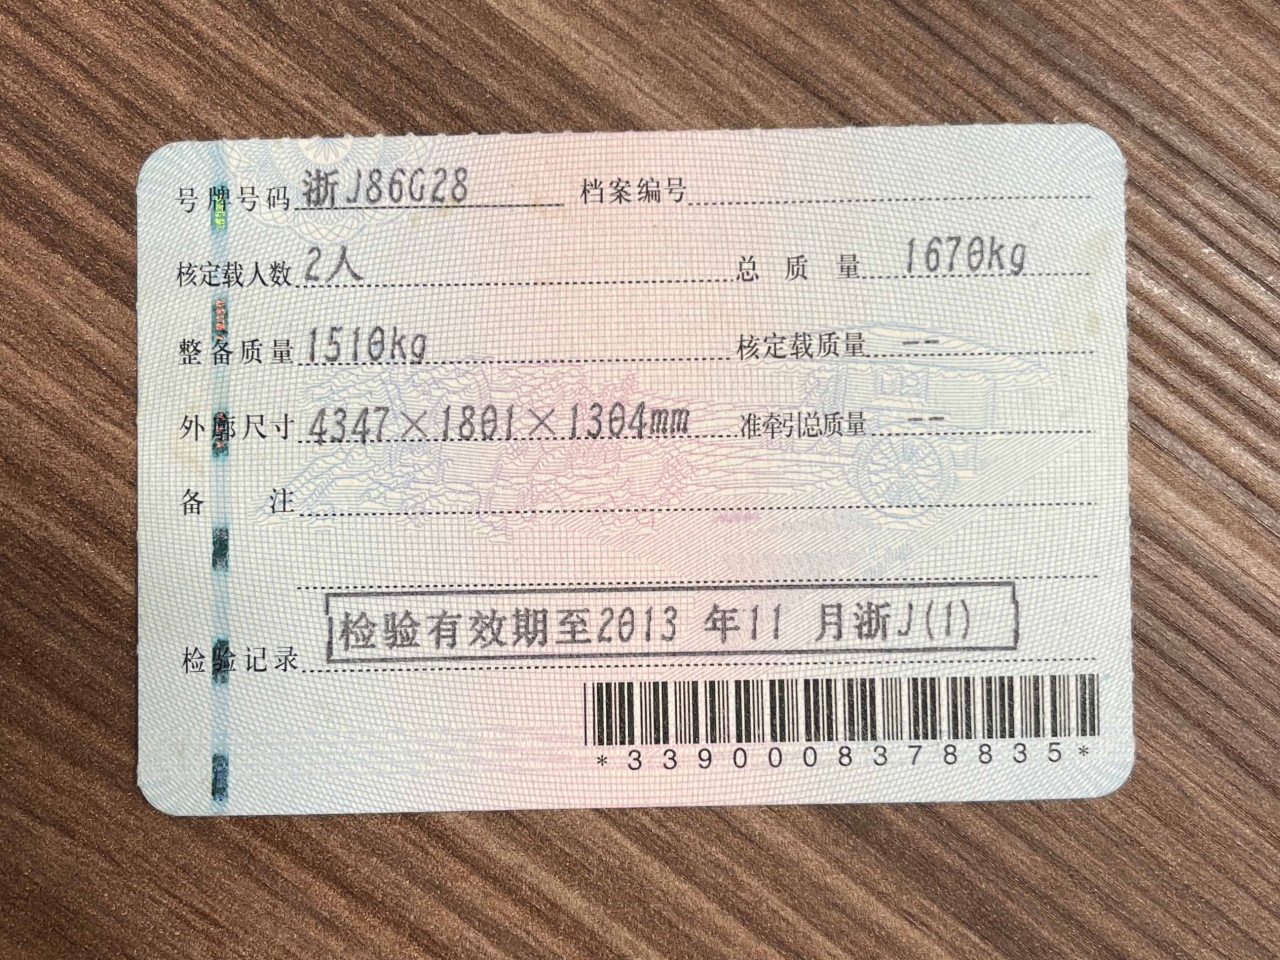 号牌号码 浙J86G28 档案编号
核定载人数 2人 总质量 1670kg
整备质量 1510kg 核定载质量 --
外廓尺寸 4347×1801×1304mm 准牵引总质量 --
备注
检验记录 检验有效期至2013 年11 月浙J(1)
*3390008378835*